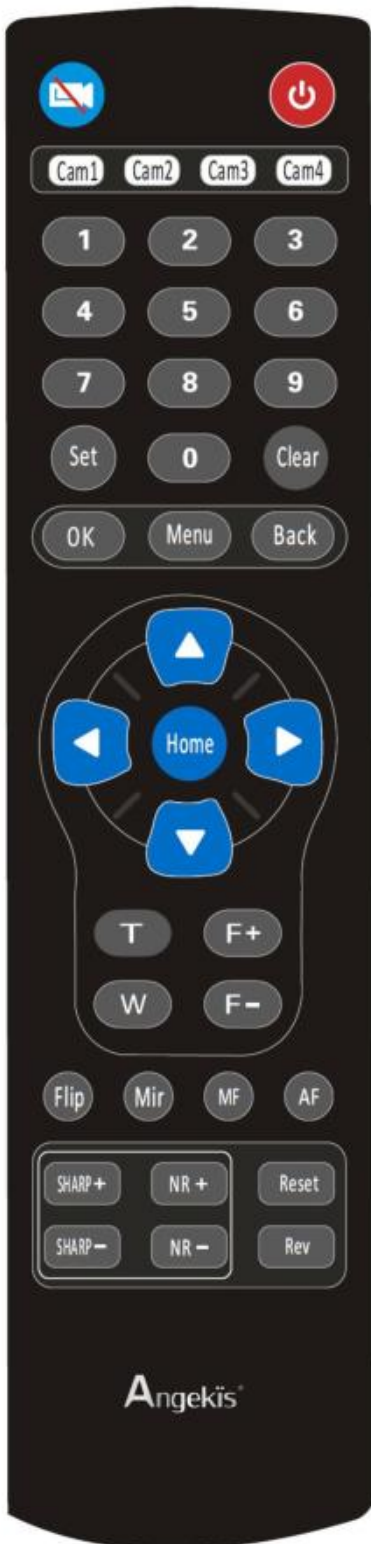 Cam1 Cam2 Cam3 Cam4
1 2 3
4 5 6
7 8 9
Set 0 Clear
OK Menu Back
Home
T F+
W F-
Flip Mir MF AF
SHARP+ NR+ Reset
SHARP- NR- Rev
Angekïs®